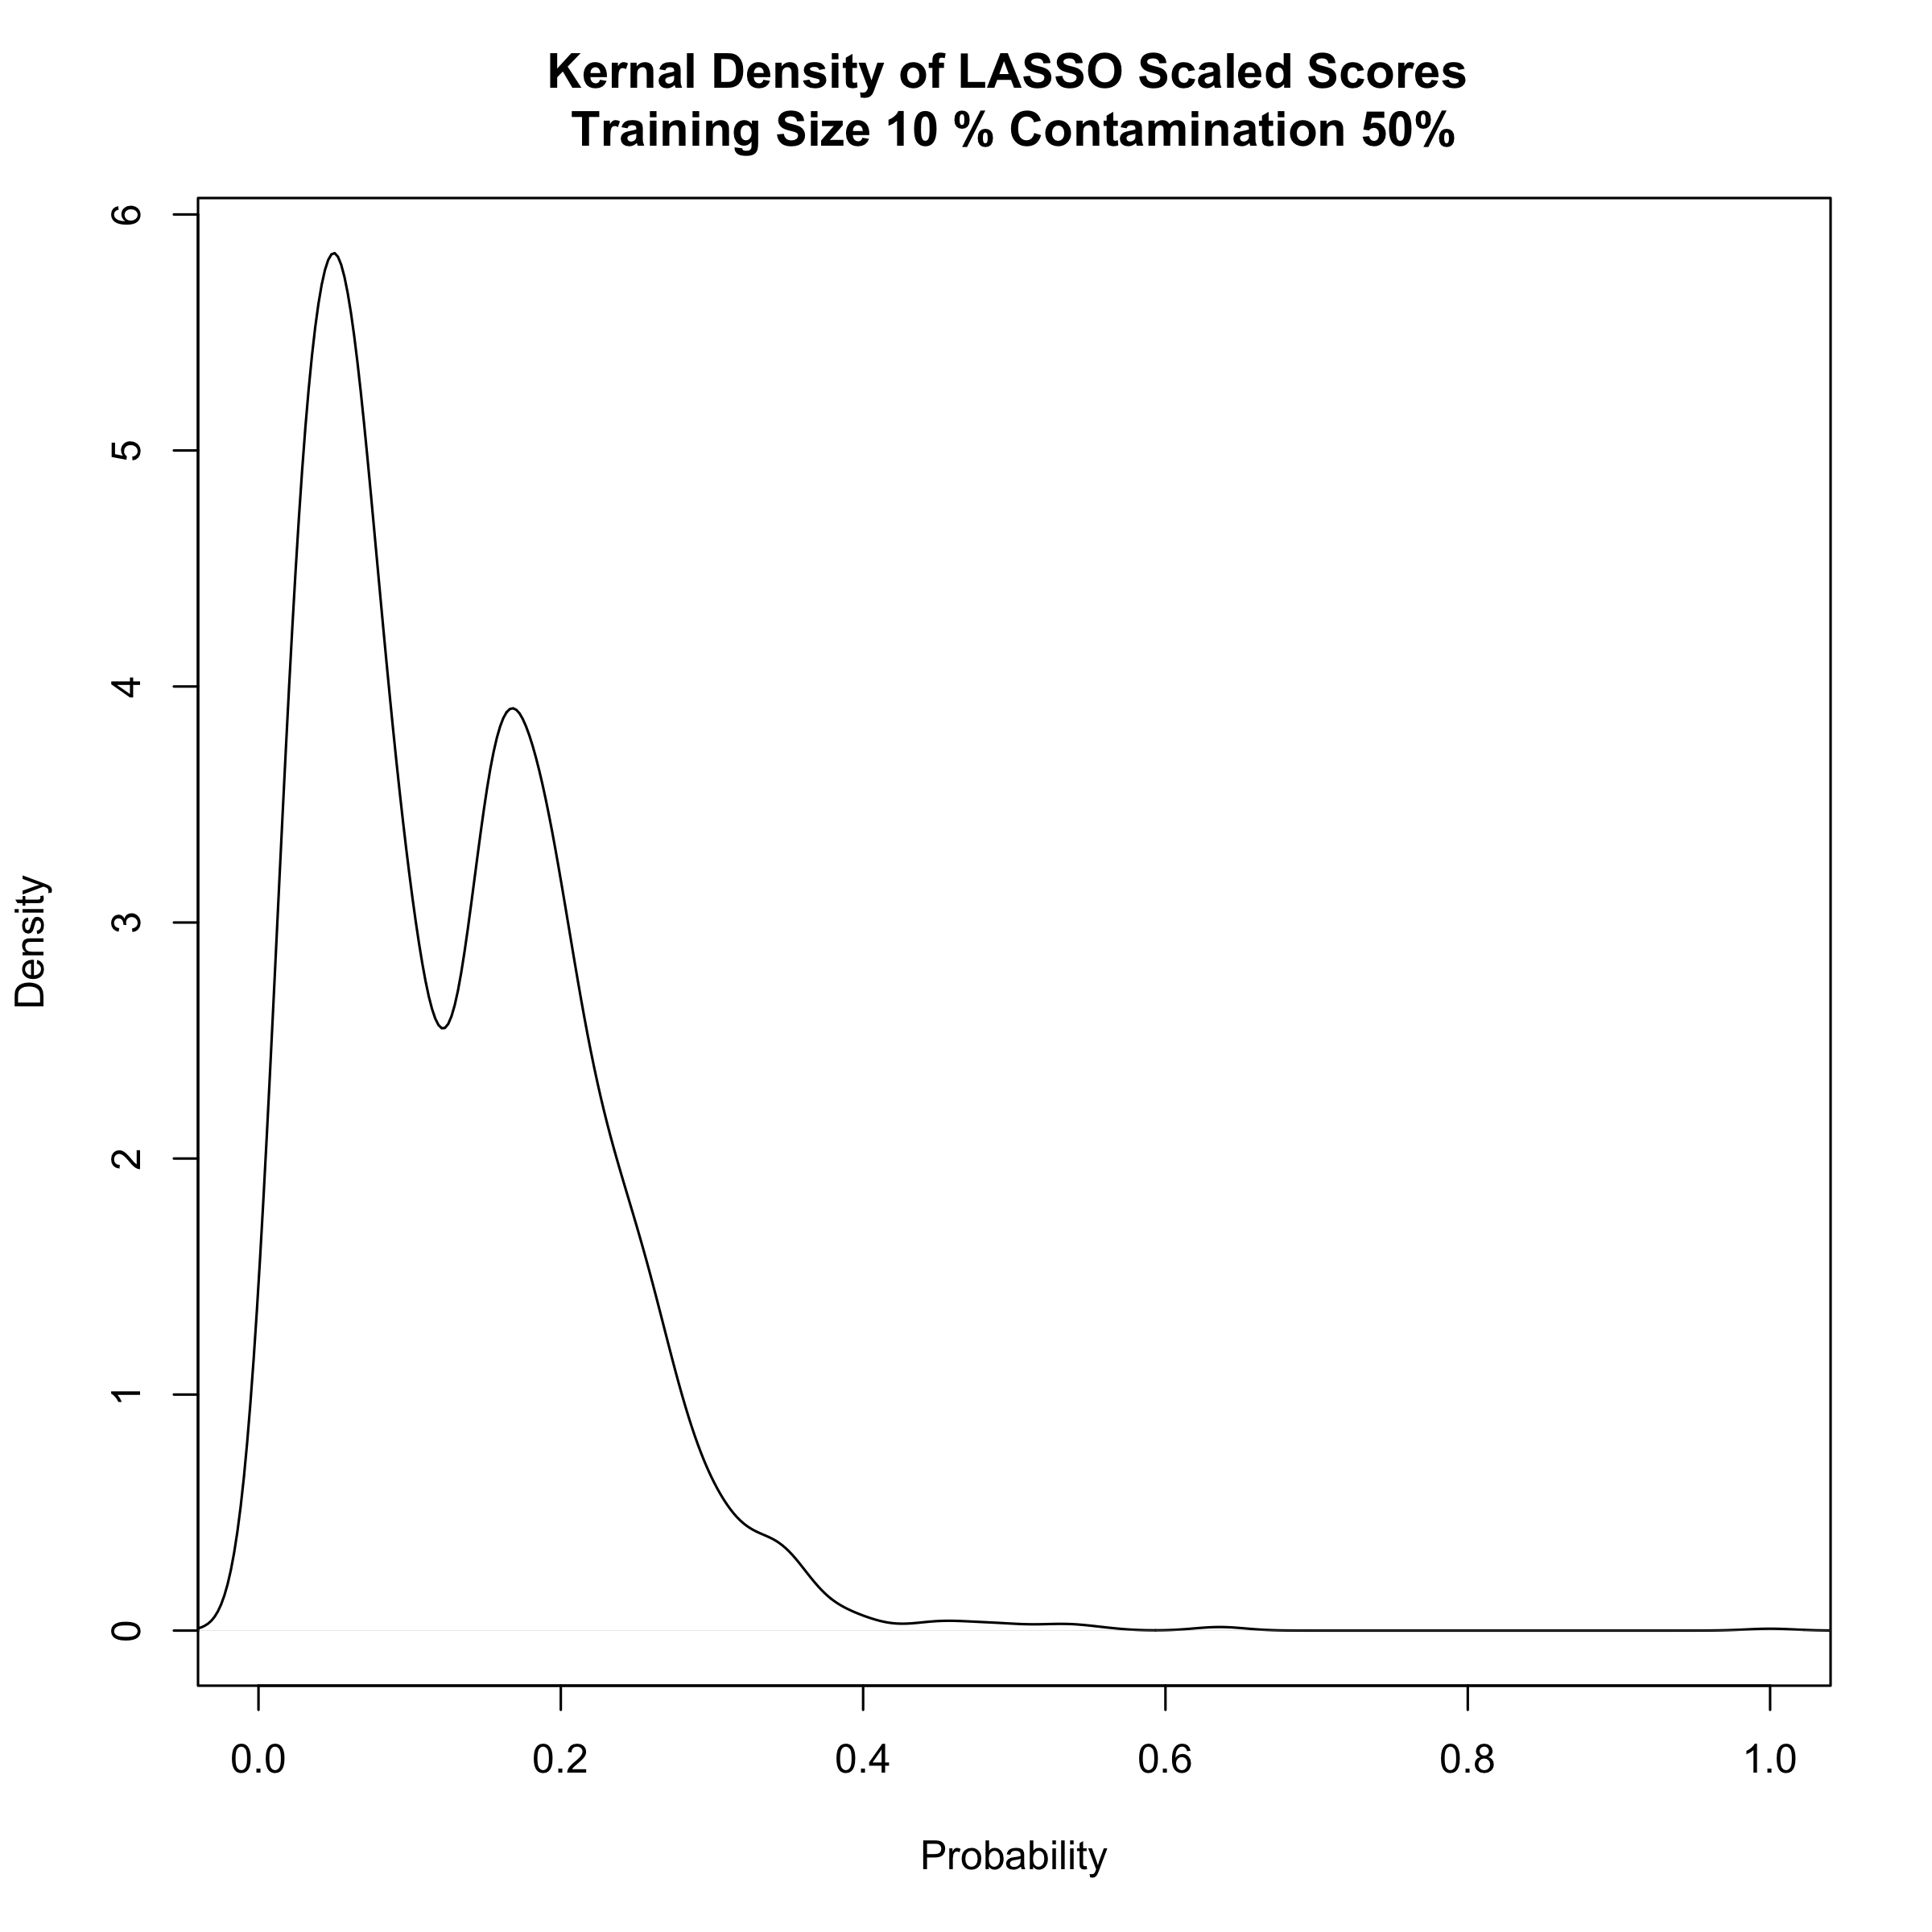 Kernal Density of LASSO Scaled Scores
Training Size 10 % Contamination 50%
6
5
4
3
2
1
0
Density
0.0 0.2 0.4 0.6 0.8 1.0
Probability